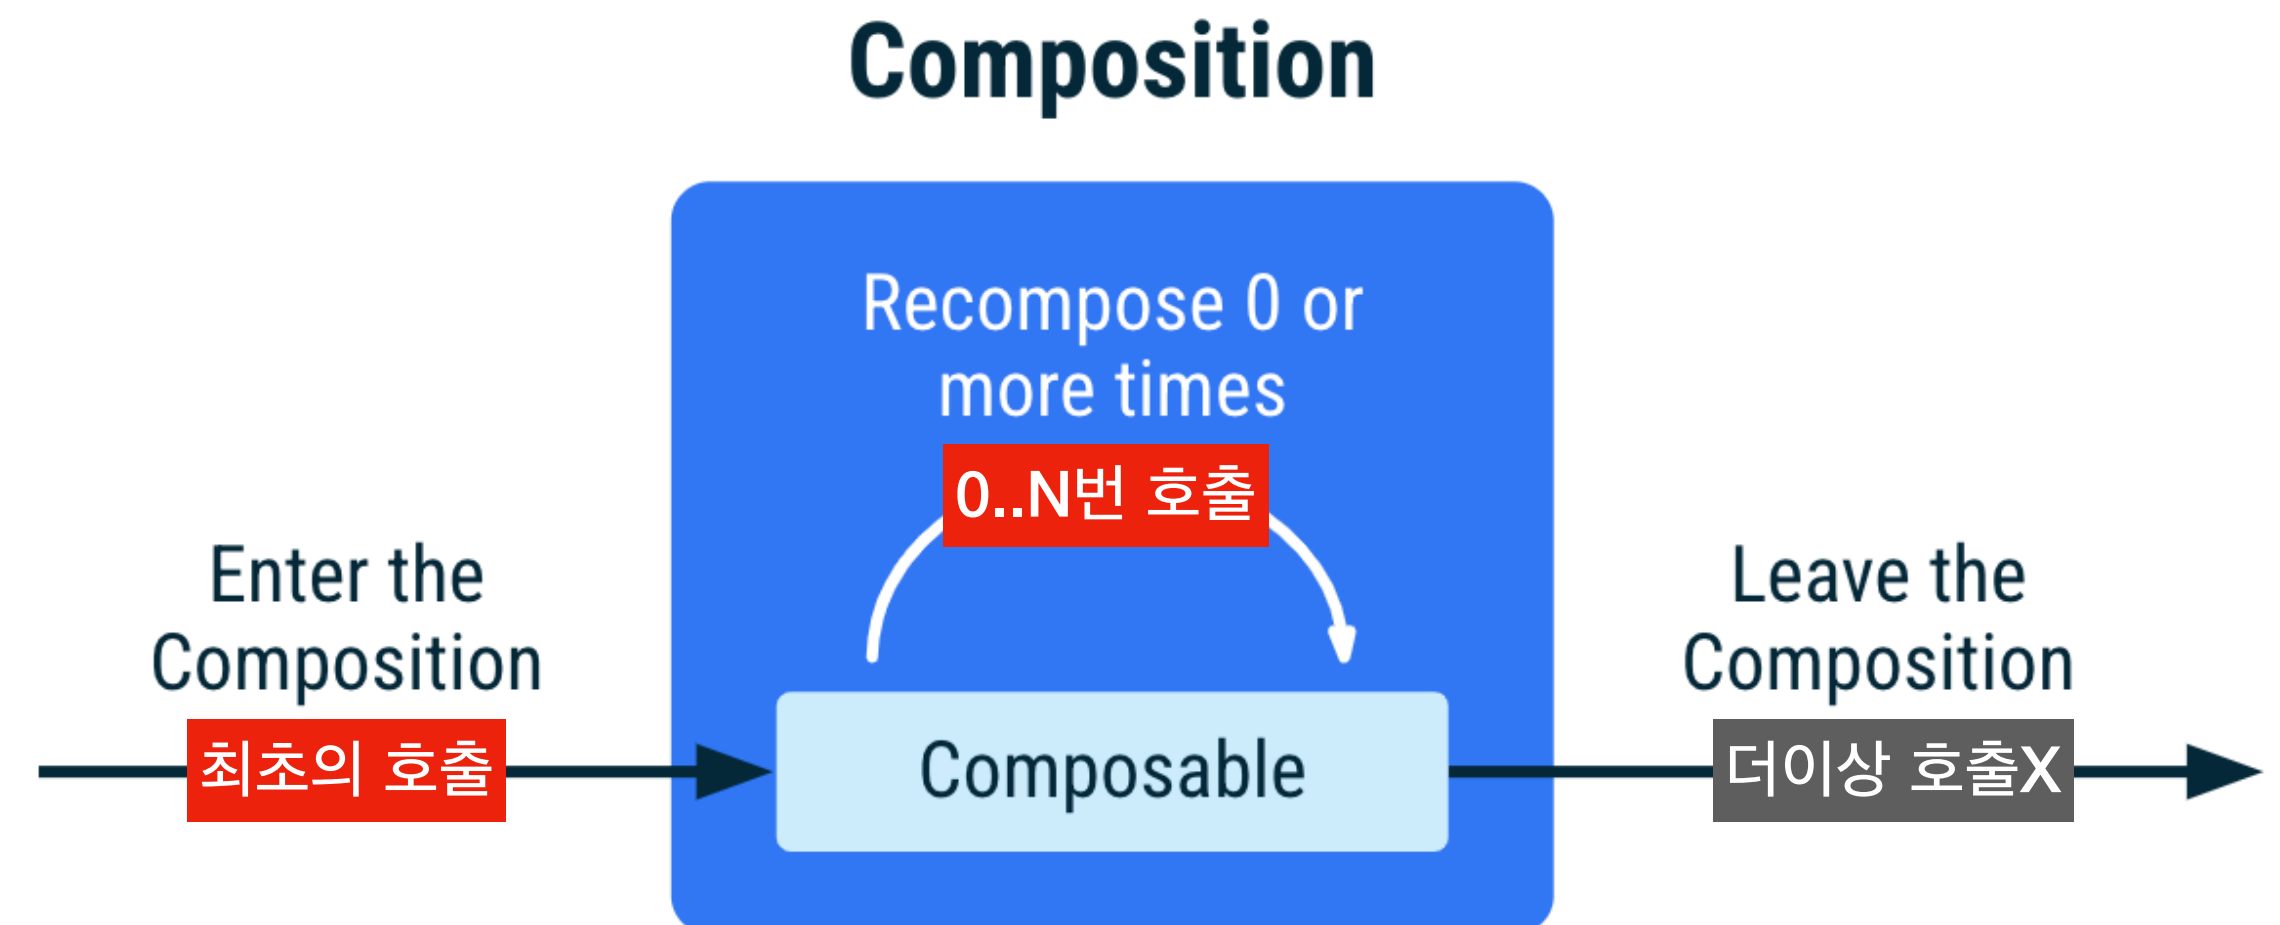 Composition
Recompose 0 or
more times
0..N번 호출
Enter the
Composition
최초의 호출
Composable
Leave the
Composition
더이상 호출X